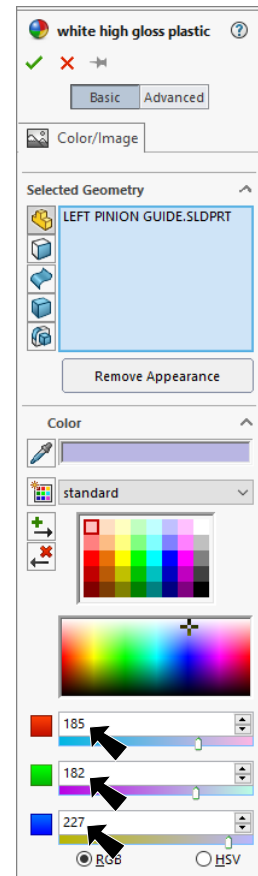 white high gloss plastic
Basic Advanced
Color/Image
Selected Geometry
LEFT PINION GUIDE.SLDPRT
Remove Appearance
Color
standard
185
182
227
RGB HSV